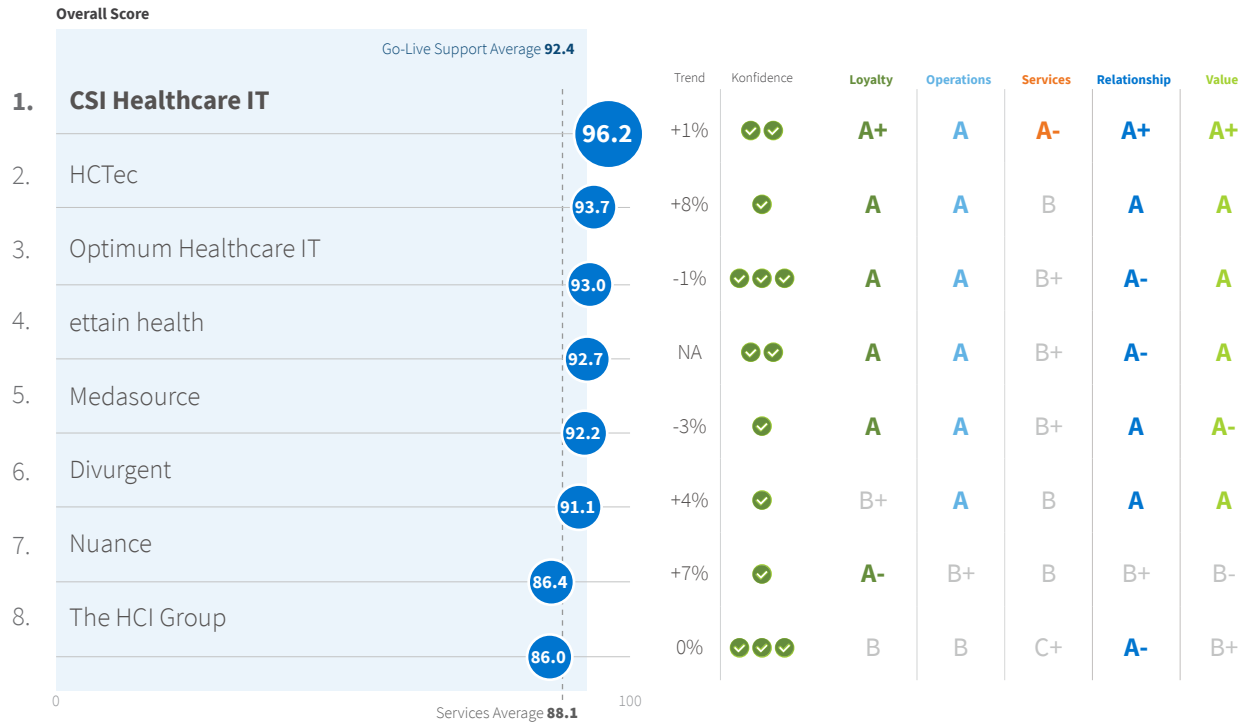 Overall Score
Go-Live Support Average 92.4
Trend Konfidence Loyalty Operations Services Relationship Value
1. CSI Healthcare IT
96.2 +1% A+ A A- A+ A+
2. HCTec
93.7 +8% A A B A A
3. Optimum Healthcare IT
93.0 -1% A A B+ A- A
4. ettain health
92.7 NA A A B+ A- A
5. Medasource
92.2 -3% A A B+ A A-
6. Divurgent
91.1 +4% B+ A B A A
7. Nuance
86.4 +7% A- B+ B B+ B-
8. The HCI Group
86.0 0% B B C+ A- B+
0 100
Services Average 88.1